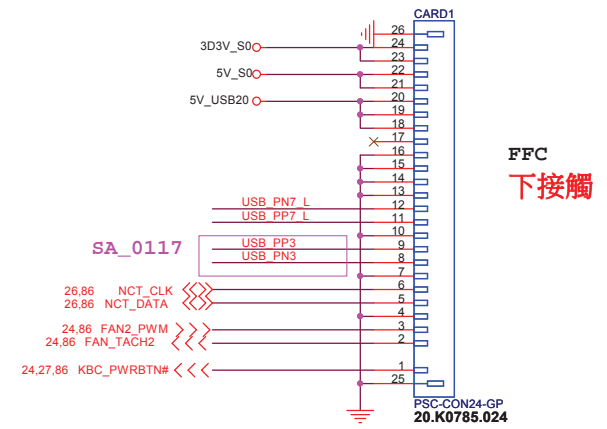 CARD1
26
3D3V_S0 24
23
5V_S0 22
21
5V_USB20 20
19
18
17
16
15
14
13
USB_PN7_L 12
USB_PP7_L 11
10
USB_PP3 9
USB_PN3 8
7
26,86 NCT_CLK 6
26,86 NCT_DATA 5
4
24,86 FAN2_PWM 3
24,86 FAN_TACH2 2
24,27,86 KBC_PWRBTN# 1
25
PSC-CON24-GP
20.K0785.024
SA_0117
FFC
下接觸